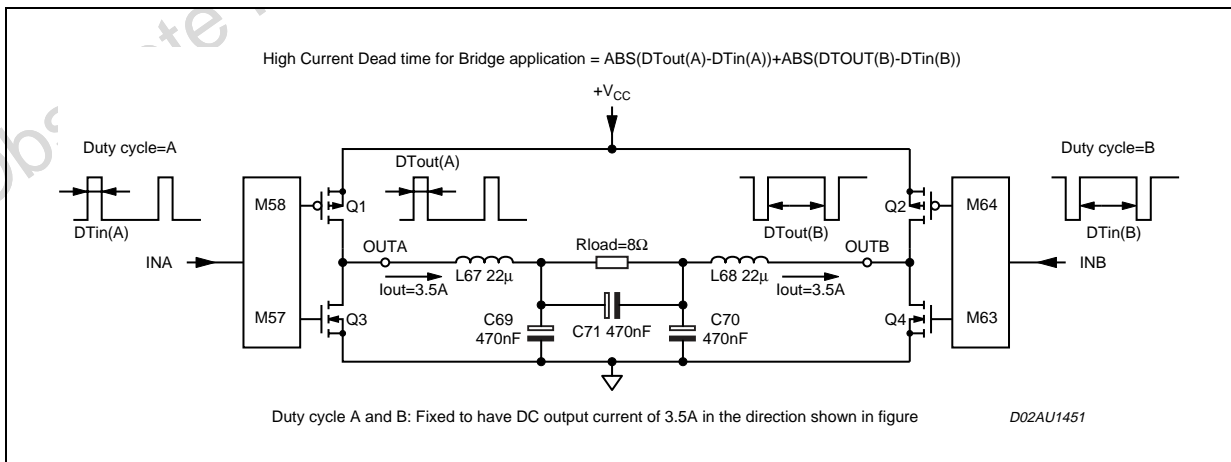 High Current Dead time for Bridge application = ABS(DTout(A)-DTin(A))+ABS(DTOUT(B)-DTin(B))
+VCC
Duty cycle=A
DTout(A)
Duty cycle=B
M58
Q1
Q2
M64
DTin(A)
DTout(B)
DTin(B)
INA
OUTA
Rload=8Ω
OUTB
INB
L67 22µ
L68 22µ
Iout=3.5A
Iout=3.5A
M57
Q3
C69
470nF
C71 470nF
C70
470nF
Q4
M63
Duty cycle A and B: Fixed to have DC output current of 3.5A in the direction shown in figure
D02AU1451